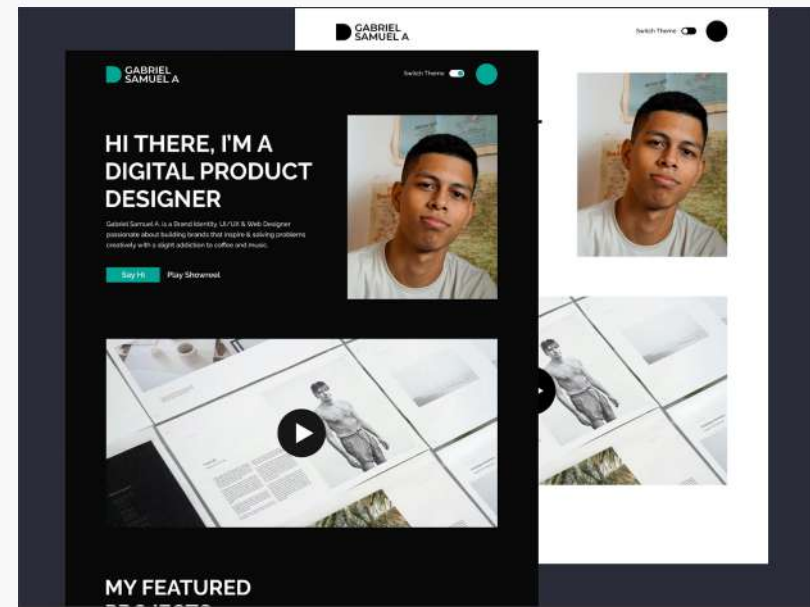 GABRIEL
SAMUEL A
Switch Theme
GABRIEL
SAMUEL A
Switch Theme
HI THERE, I'M A
DIGITAL PRODUCT
DESIGNER
Gabriel Samuel A. is a Brand Identity, UI/UX & Web Designer
passionate about building brands that inspire & solving problems
creatively with a slight addiction to coffee and music.
Say Hi
Play Showreel
MY FEATURED
PROJECTS